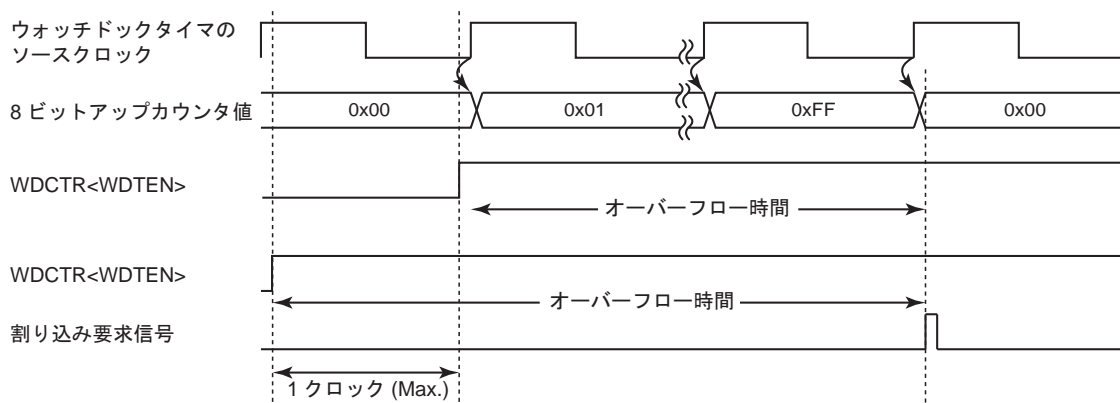 ウォッチドックタイマの
ソースクロック
8 ビットアップカウンタ値
0x00
0x01
0xFF
0x00
WDCTR<WDTEN>
オーバーフロー時間
WDCTR<WDTEN>
オーバーフロー時間
割り込み要求信号
1 クロック (Max.)